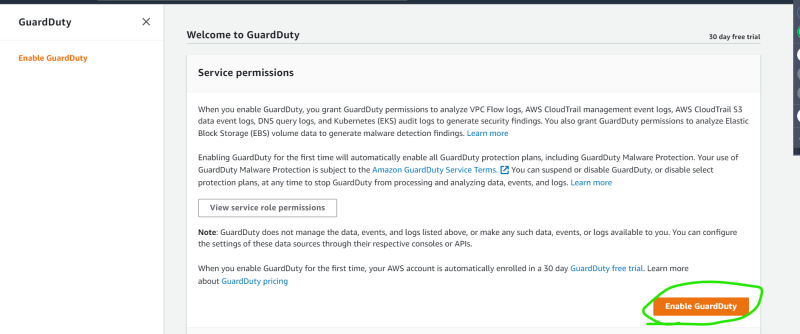 GuardDuty
Enable GuardDuty
Welcome to GuardDuty
30 day free trial
Service permissions
When you enable GuardDuty, you grant GuardDuty permissions to analyze VPC Flow logs, AWS CloudTrail management event logs, AWS CloudTrail S3
data event logs, DNS query logs, and Kubernetes (EKS) audit logs to generate security findings. You also grant GuardDuty permissions to analyze Elastic
Block Storage (EBS) volume data to generate malware detection findings. Learn more
Enabling GuardDuty for the first time will automatically enable all GuardDuty protection plans, including GuardDuty Malware Protection. Your use of
GuardDuty Malware Protection is subject to the Amazon GuardDuty Service Terms. You can suspend or disable GuardDuty, or disable select
protection plans, at any time to stop GuardDuty from processing and analyzing data, events, and logs. Learn more
View service role permissions
Note: GuardDuty does not manage the data, events, and logs listed above, or make any such data, events, or logs available to you. You can configure
the settings of these data sources through their respective consoles or APIs.
When you enable GuardDuty for the first time, your AWS account is automatically enrolled in a 30 day GuardDuty free trial. Learn more
about GuardDuty pricing
Enable GuardDuty